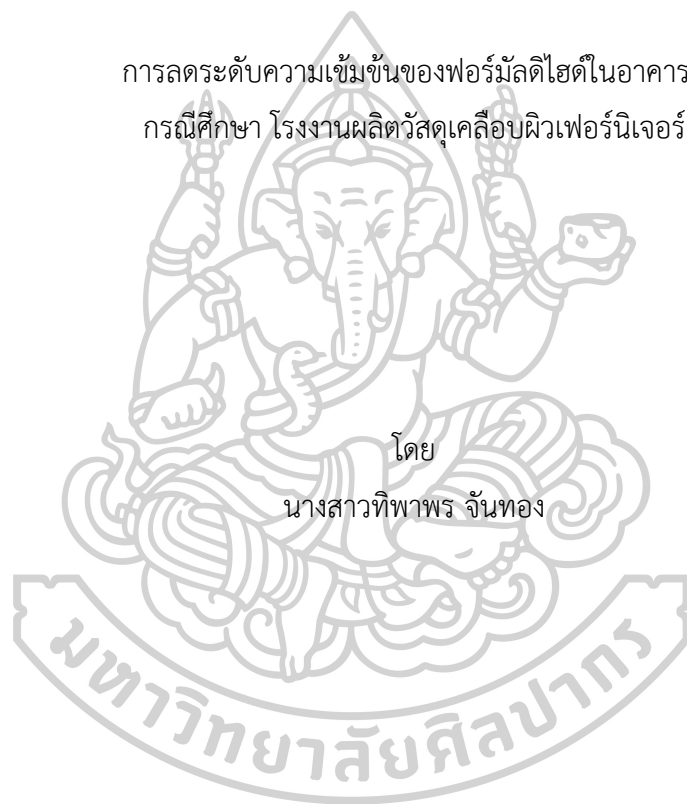 การลดระดับความเข้มข้นของฟอร์มัลดิไฮด์ในอาคาร
กรณีศึกษา โรงงานผลิตวัสดุเคลือบผิวเฟอร์นิเจอร์
โดย
นางสาวทิพาพร จันทอง
มหาวิทยาลัยศิลปากร